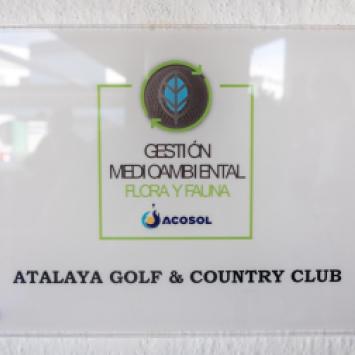 GESTIÓN
MEDIOAMBIENTAL
FLORA Y FAUNA
ACOSOL
ATALAYA GOLF & COUNTRY CLUB